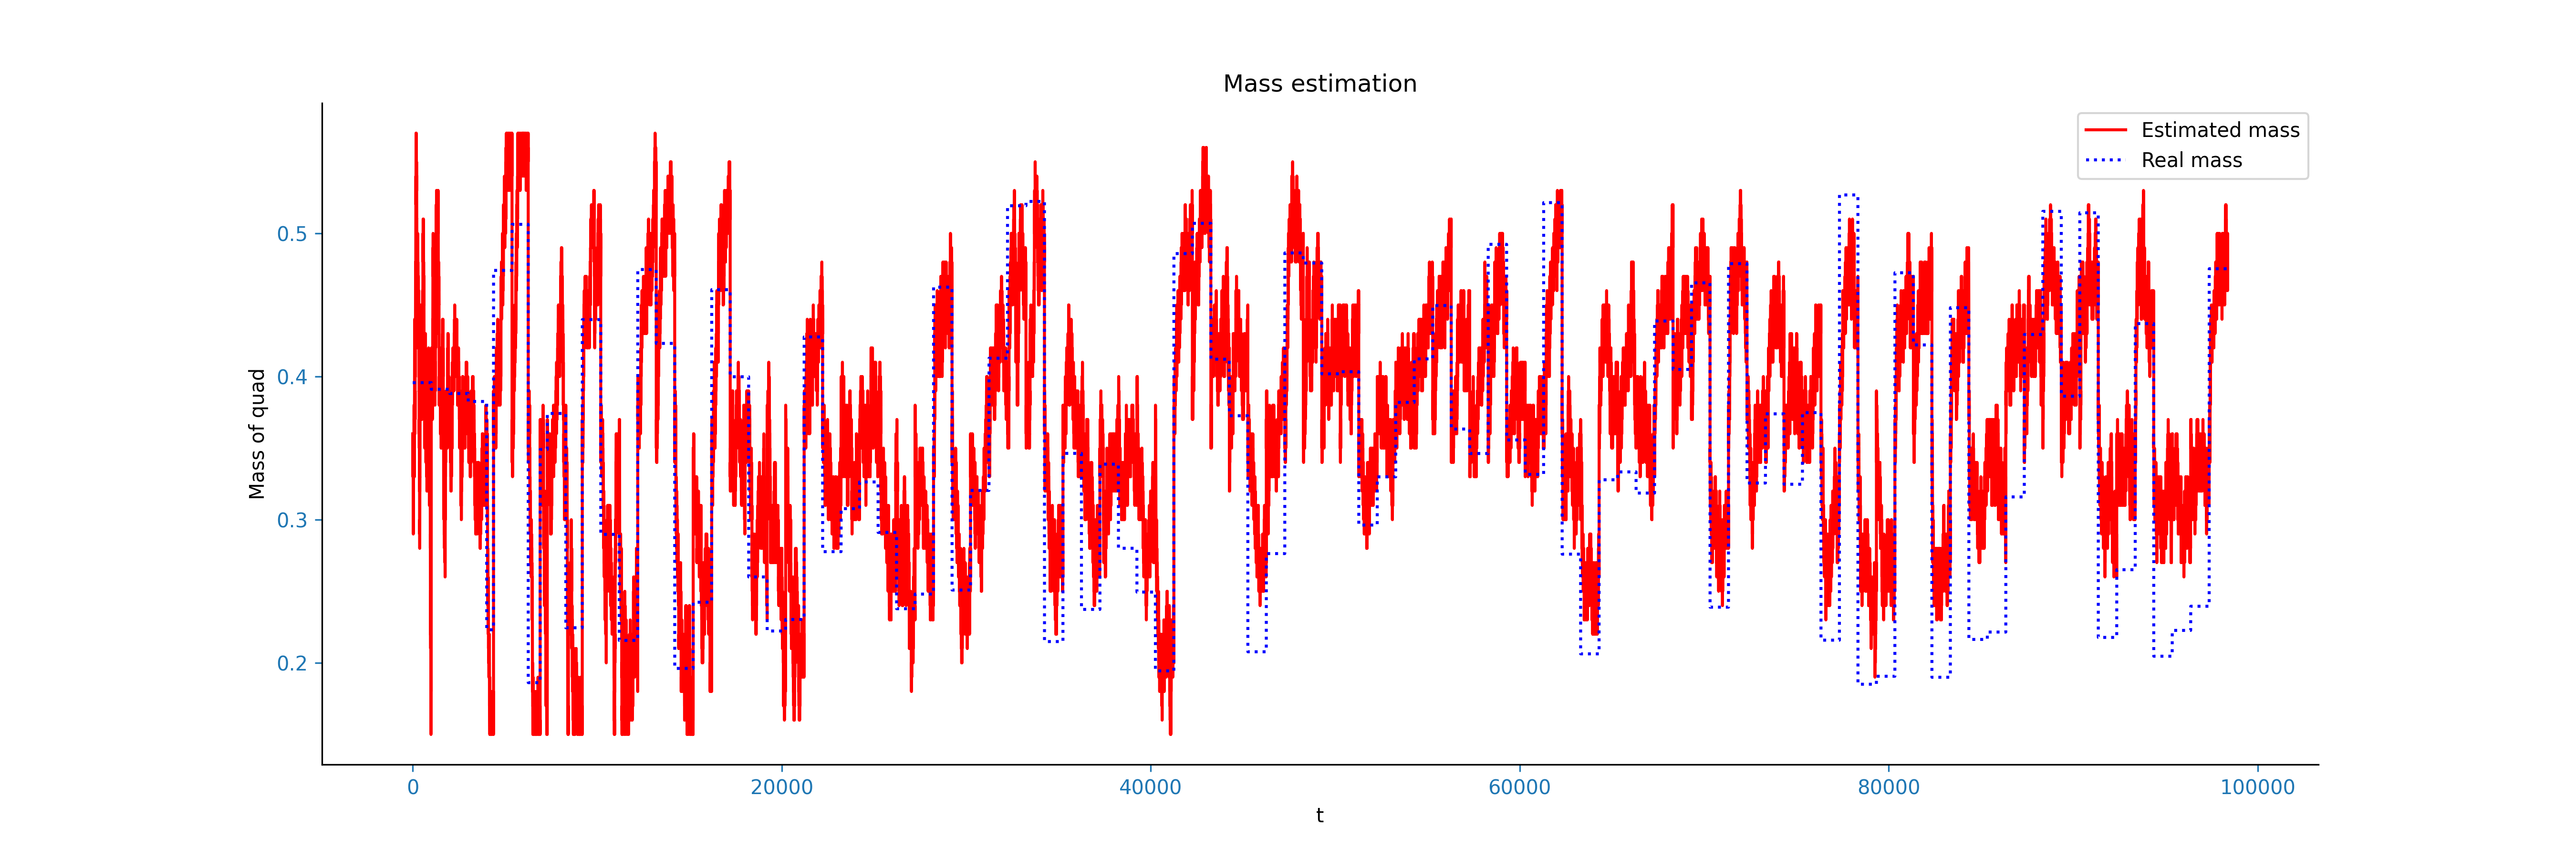 Mass estimation
Estimated mass
Real mass
Mass of quad
0.5
0.4
0.3
0.2
0
20000
40000
60000
80000
100000
t